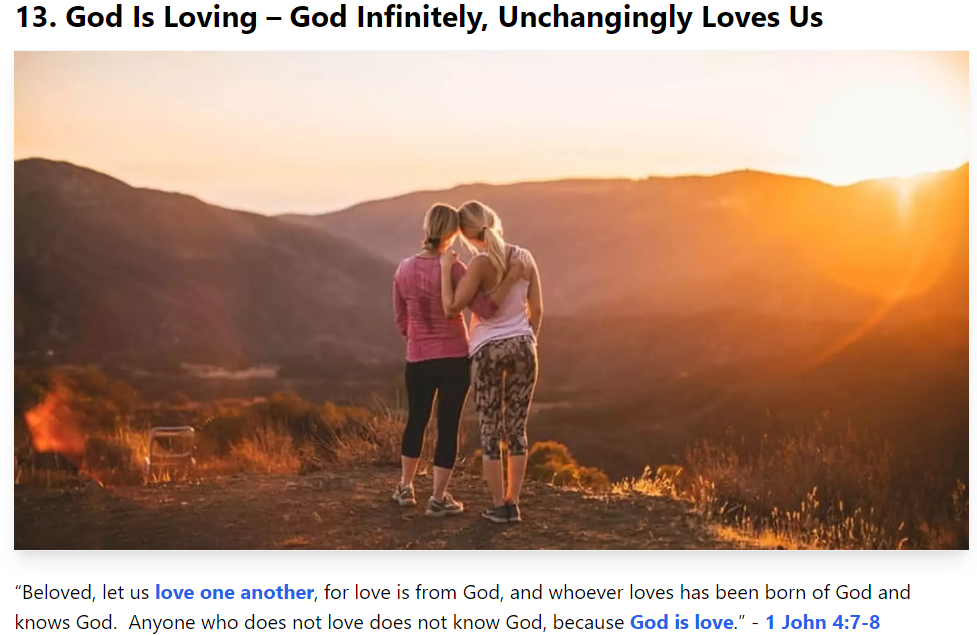 13. God Is Loving – God Infinitely, Unchangingly Loves Us
“Beloved, let us love one another, for love is from God, and whoever loves has been born of God and
knows God.  Anyone who does not love does not know God, because God is love.” - 1 John 4:7-8